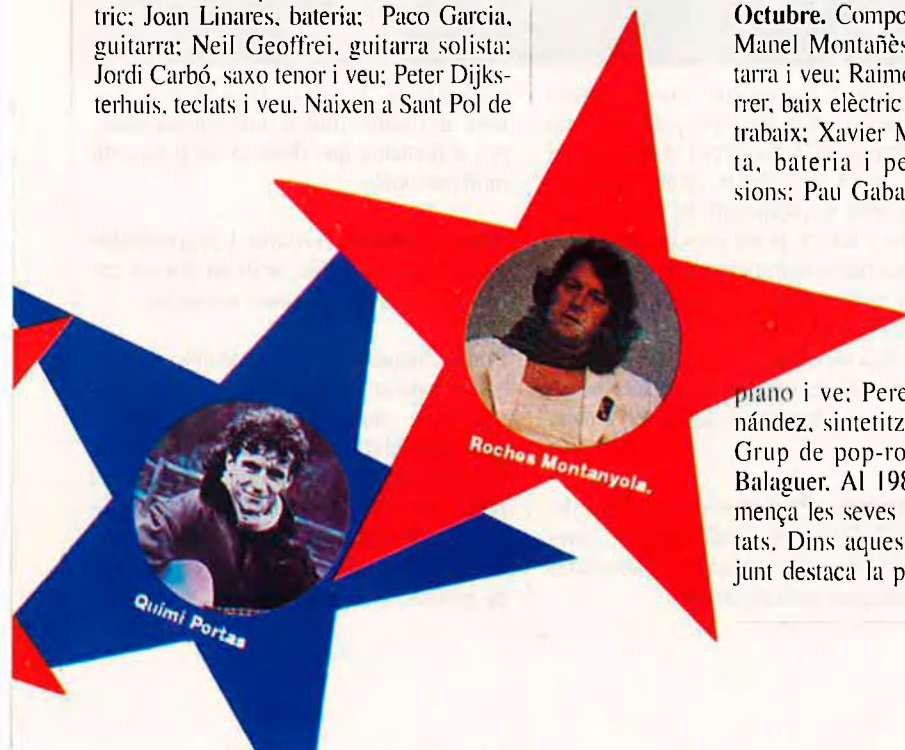 tric; Joan Linares, bateria; Paco Garcia,
guitarra; Neil Geoffrei, guitarra solista;
Jordi Carbó, saxo tenor i veu; Peter Dijks-
terhuis, teclats i veu. Naixen a Sant Pol de
Quimi Portas
Roches Montanyola.
Octubre. Compo
Manel Montañès
tarra i veu; Raimo
rrer, baix elèctric
trabaix; Xavier M
ta, bateria i pe
sions; Pau Gaba
piano i ve; Pere
nández, sintetitz
Grup de pop-ro
Balaguer. Al 198
mença les seves
tats. Dins aques
junt destaca la p